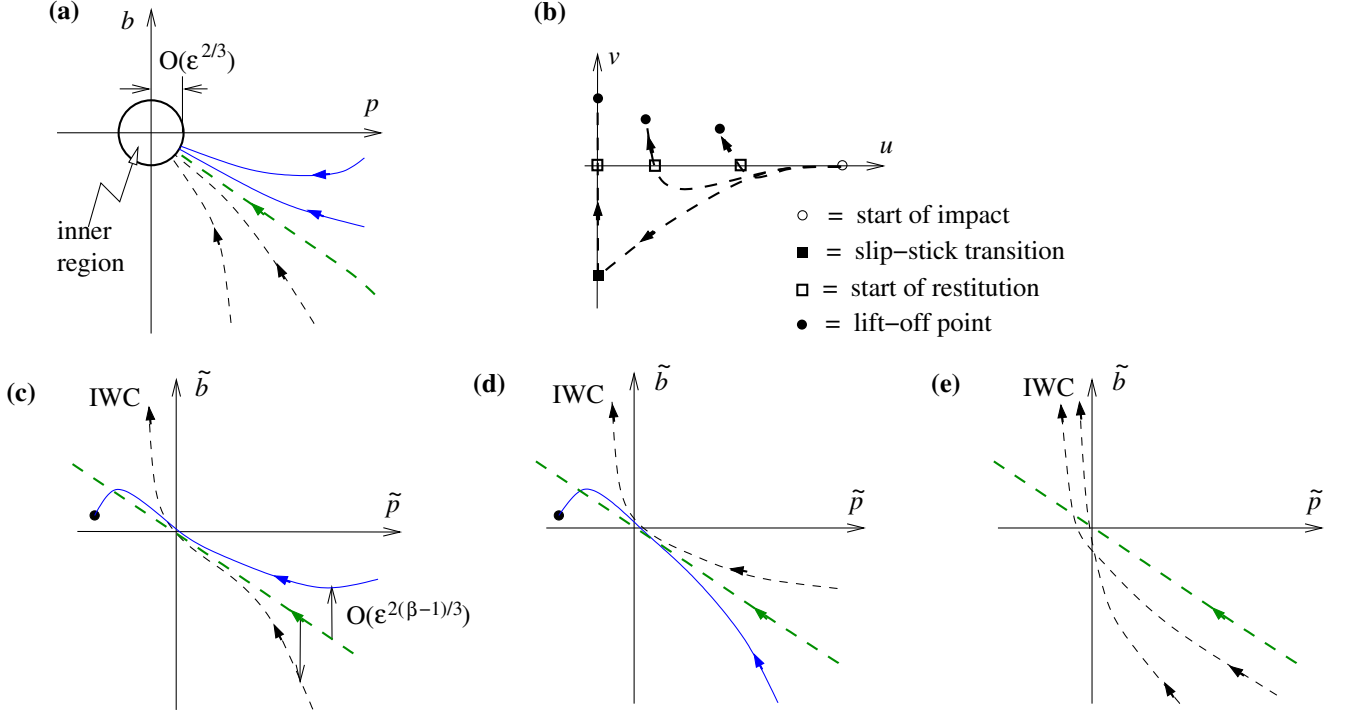 (a)
b
O(ε^{2/3})
p
inner
region
(b)
v
u
○ = start of impact
■ = slip–stick transition
□ = start of restitution
● = lift–off point
(c)
IWC
b̃
p̃
O(ε^{2(β−1)/3})
(d)
IWC
b̃
p̃
(e)
IWC
b̃
p̃